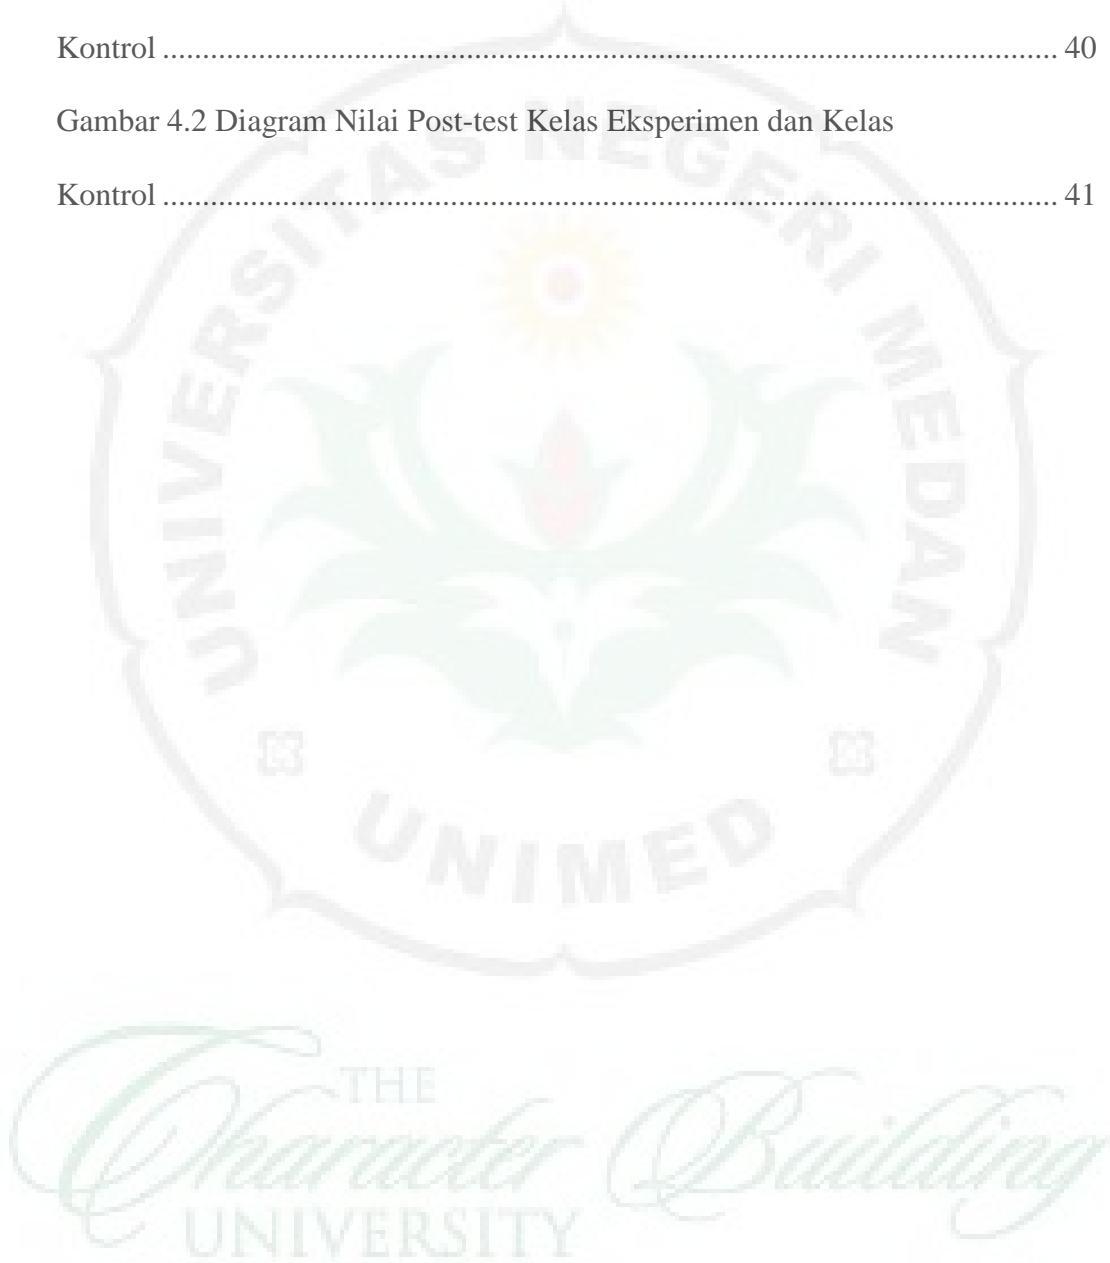 Kontrol ................................................................................................................. 40
Gambar 4.2 Diagram Nilai Post-test Kelas Eksperimen dan Kelas
Kontrol ................................................................................................................. 41
UNIVERSITAS NEGERI MEDAN
UNIMED
THE
Character Building
UNIVERSITY